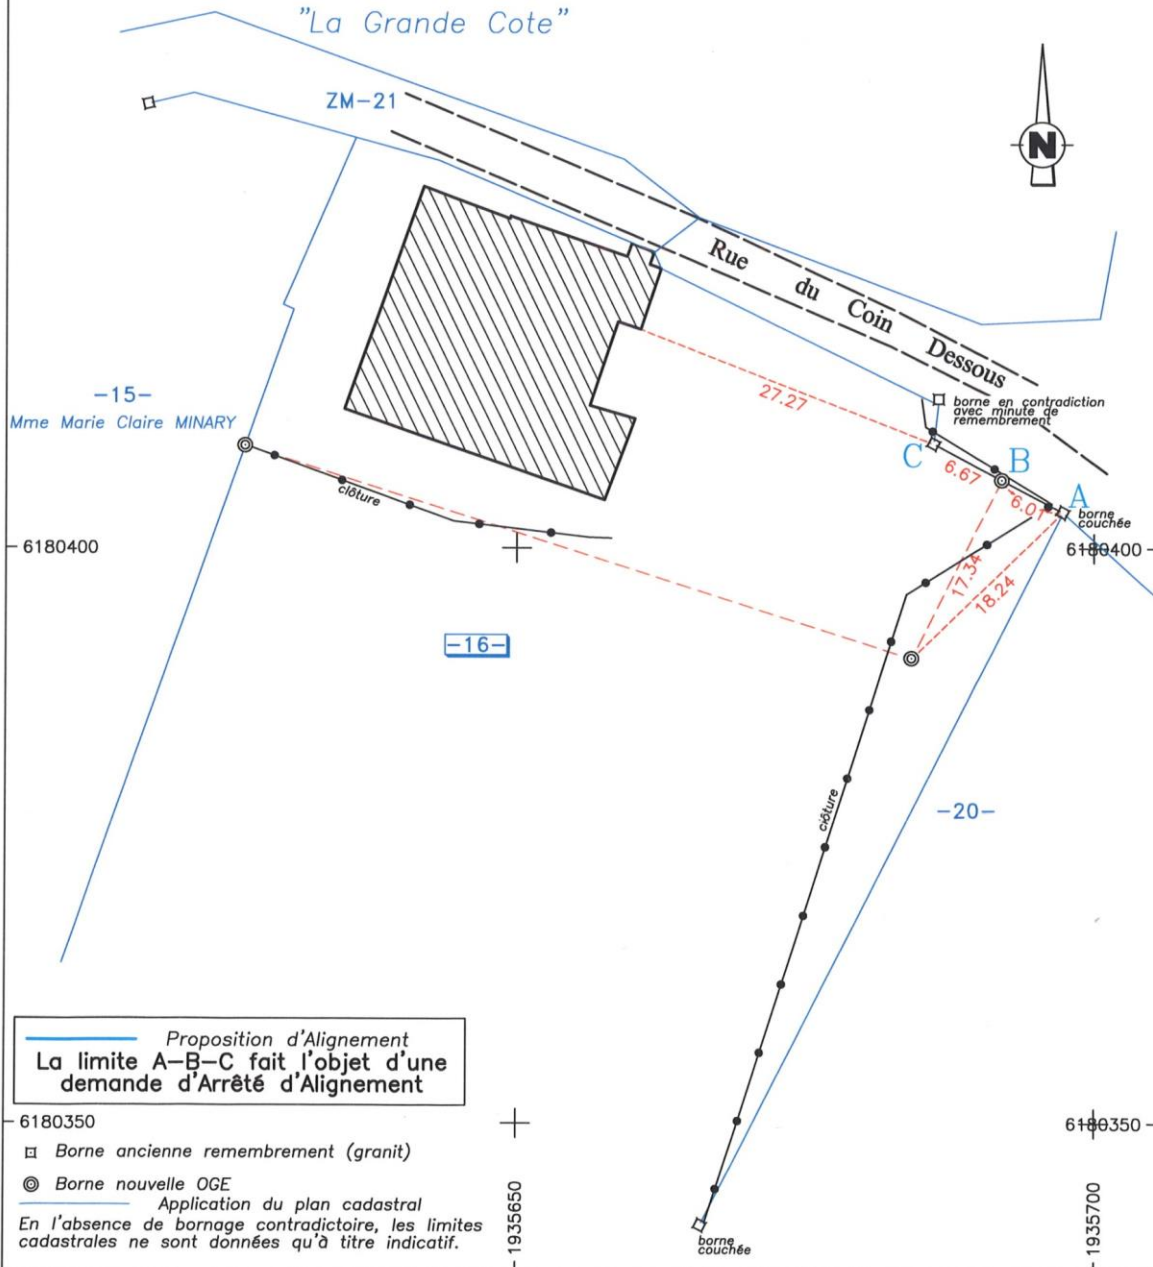 "La Grande Cote"
ZM-21
N
Rue du Coin Dessous
-15-
Mme Marie Claire MINARY
27.27
borne en contradiction
avec minute de
remembrement
C
6.67
B
6.01
A
borne
couchée
clôture
6180400
6180400
17.34
18.24
-16-
clôture
-20-
Proposition d'Alignement
La limite A-B-C fait l'objet d'une
demande d'Arrêté d'Alignement
6180350
6180350
Borne ancienne remembrement (granit)
Borne nouvelle OGE
Application du plan cadastral
En l'absence de bornage contradictoire, les limites
cadastrales ne sont données qu'à titre indicatif.
1935650
borne
couchée
1935700